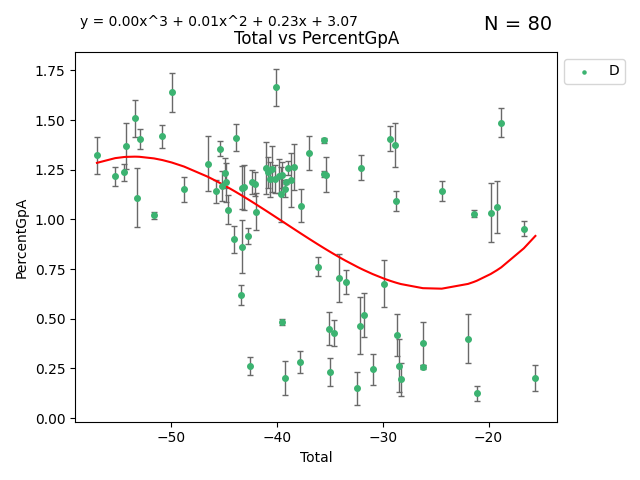 y = 0.00x^3 + 0.01x^2 + 0.23x + 3.07
N = 80
Total vs PercentGpA
D
PercentGpA
1.75
1.50
1.25
1.00
0.75
0.50
0.25
0.00
−50 −40 −30 −20
Total